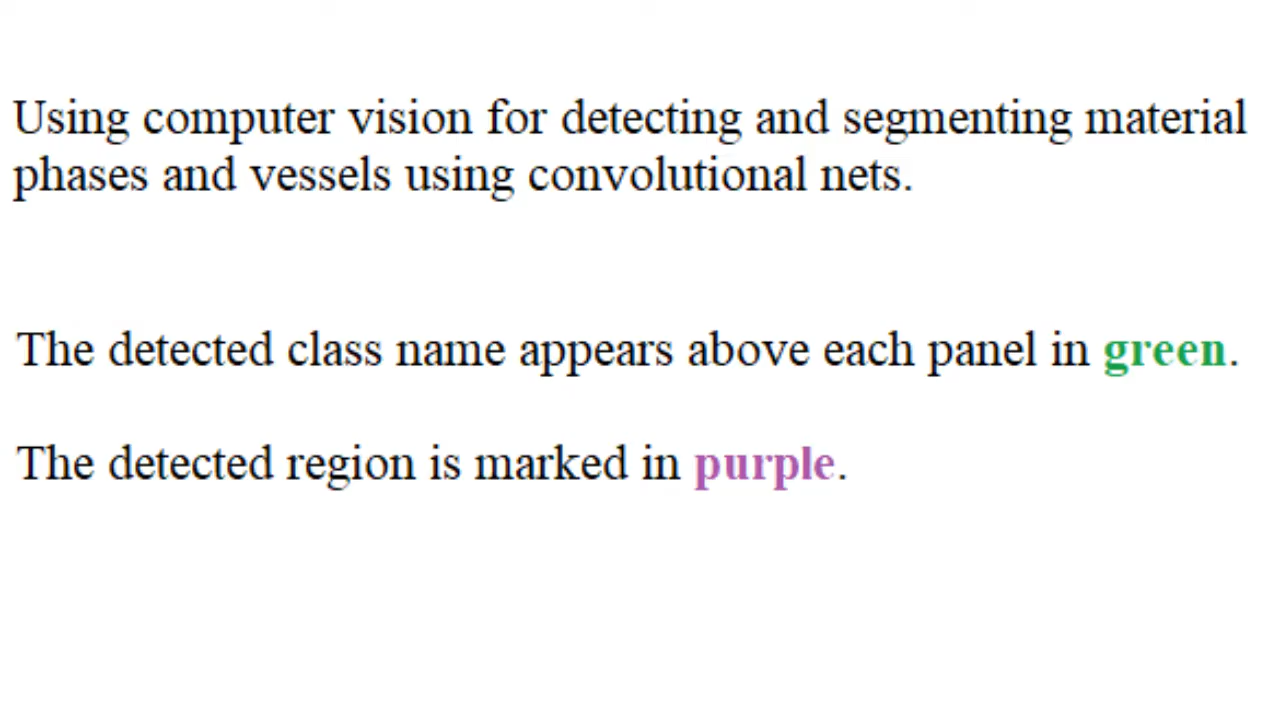 Using computer vision for detecting and segmenting material
phases and vessels using convolutional nets.
The detected class name appears above each panel in green.
The detected region is marked in purple.